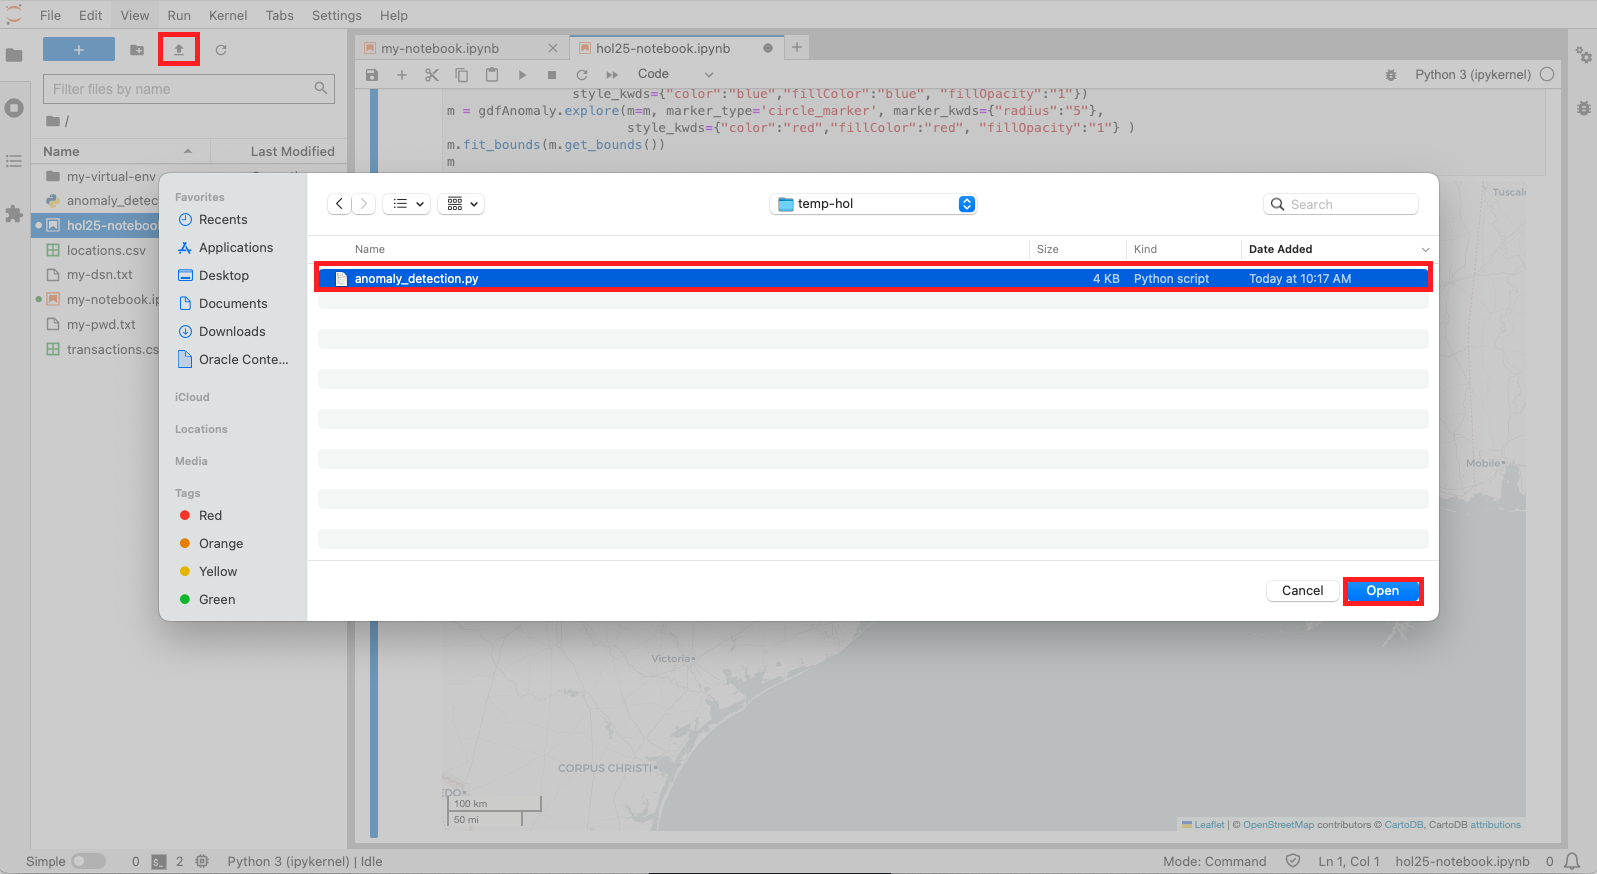 File Edit View Run Kernel Tabs Settings Help
+
Filter files by name
/
Name Last Modified
my-virtual-env
anomaly_detec
hol25-noteboo
locations.csv
my-dsn.txt
my-notebook.ip
my-pwd.txt
transactions.cs
my-notebook.ipynb
hol25-notebook.ipynb
Code
Python 3 (ipykernel)
style_kwds={"color":"blue","fillColor":"blue", "fillOpacity":"1"})
m = gdfAnomaly.explore(m=m, marker_type='circle_marker', marker_kwds={"radius":"5"},
style_kwds={"color":"red","fillColor":"red", "fillOpacity":"1"} )
m.fit_bounds(m.get_bounds())
m
Favorites
Recents
Applications
Desktop
Documents
Downloads
Oracle Conte...
iCloud
Locations
Media
Tags
Red
Orange
Yellow
Green
temp-hol
Search
Name Size Kind Date Added
anomaly_detection.py 4 KB Python script Today at 10:17 AM
Cancel Open
Tuscal
Mobile
Victoria
CORPUS CHRISTI
EDO
100 km
50 mi
Leaflet | © OpenStreetMap contributors © CartoDB, CartoDB attributions
Simple 0 $_ 2 Python 3 (ipykernel) | Idle
Mode: Command Ln 1, Col 1 hol25-notebook.ipynb 0